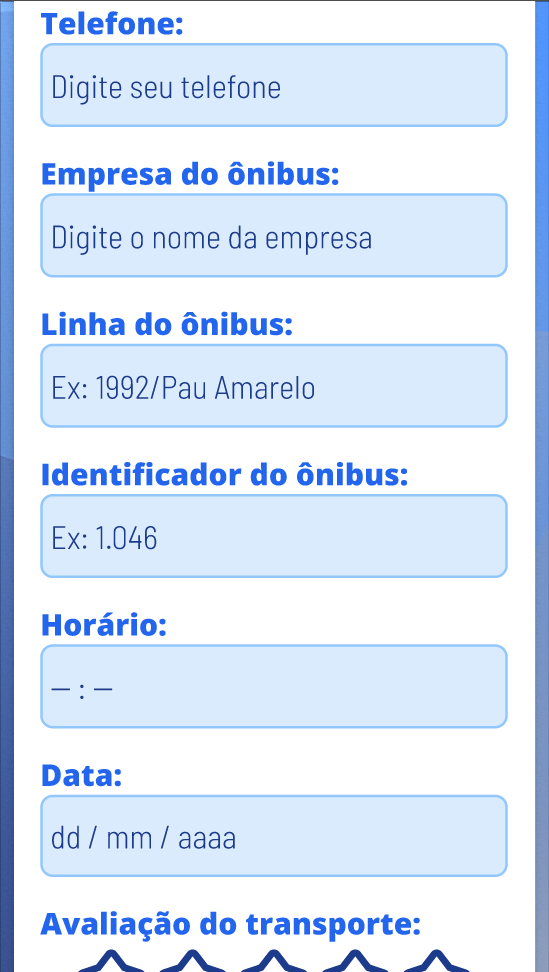 Telefone:
Digite seu telefone
Empresa do ônibus:
Digite o nome da empresa
Linha do ônibus:
Ex: 1992/Pau Amarelo
Identificador do ônibus:
Ex: 1.046
Horário:
— : —
Data:
dd / mm / aaaa
Avaliação do transporte: